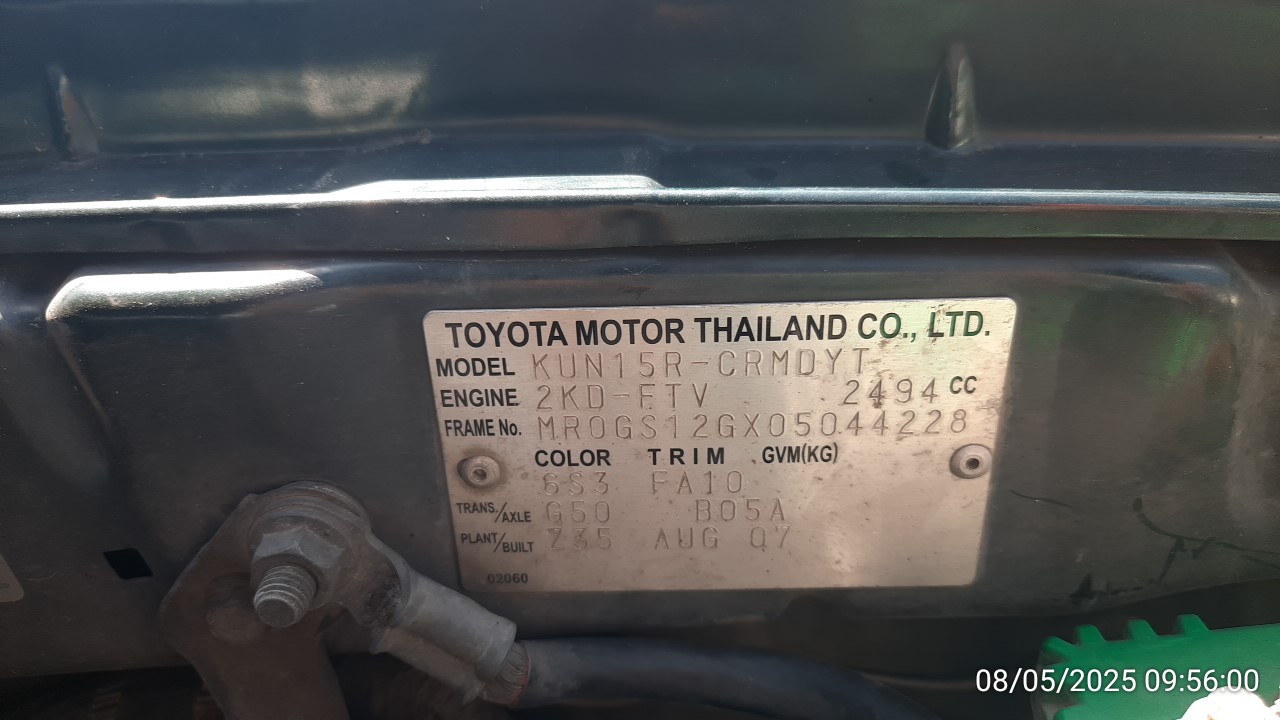 TOYOTA MOTOR THAILAND CO., LTD.
MODEL KUN15R-CRMDYT
ENGINE 2KD-FTV 2494 CC
FRAME No. MR0GS12GX05044228
COLOR TRIM GVM(KG)
6S3 FA10
TRANS./AXLE G50 B05A
PLANT/BUILT Z35 AUG 07
02060
08/05/2025 09:56:00